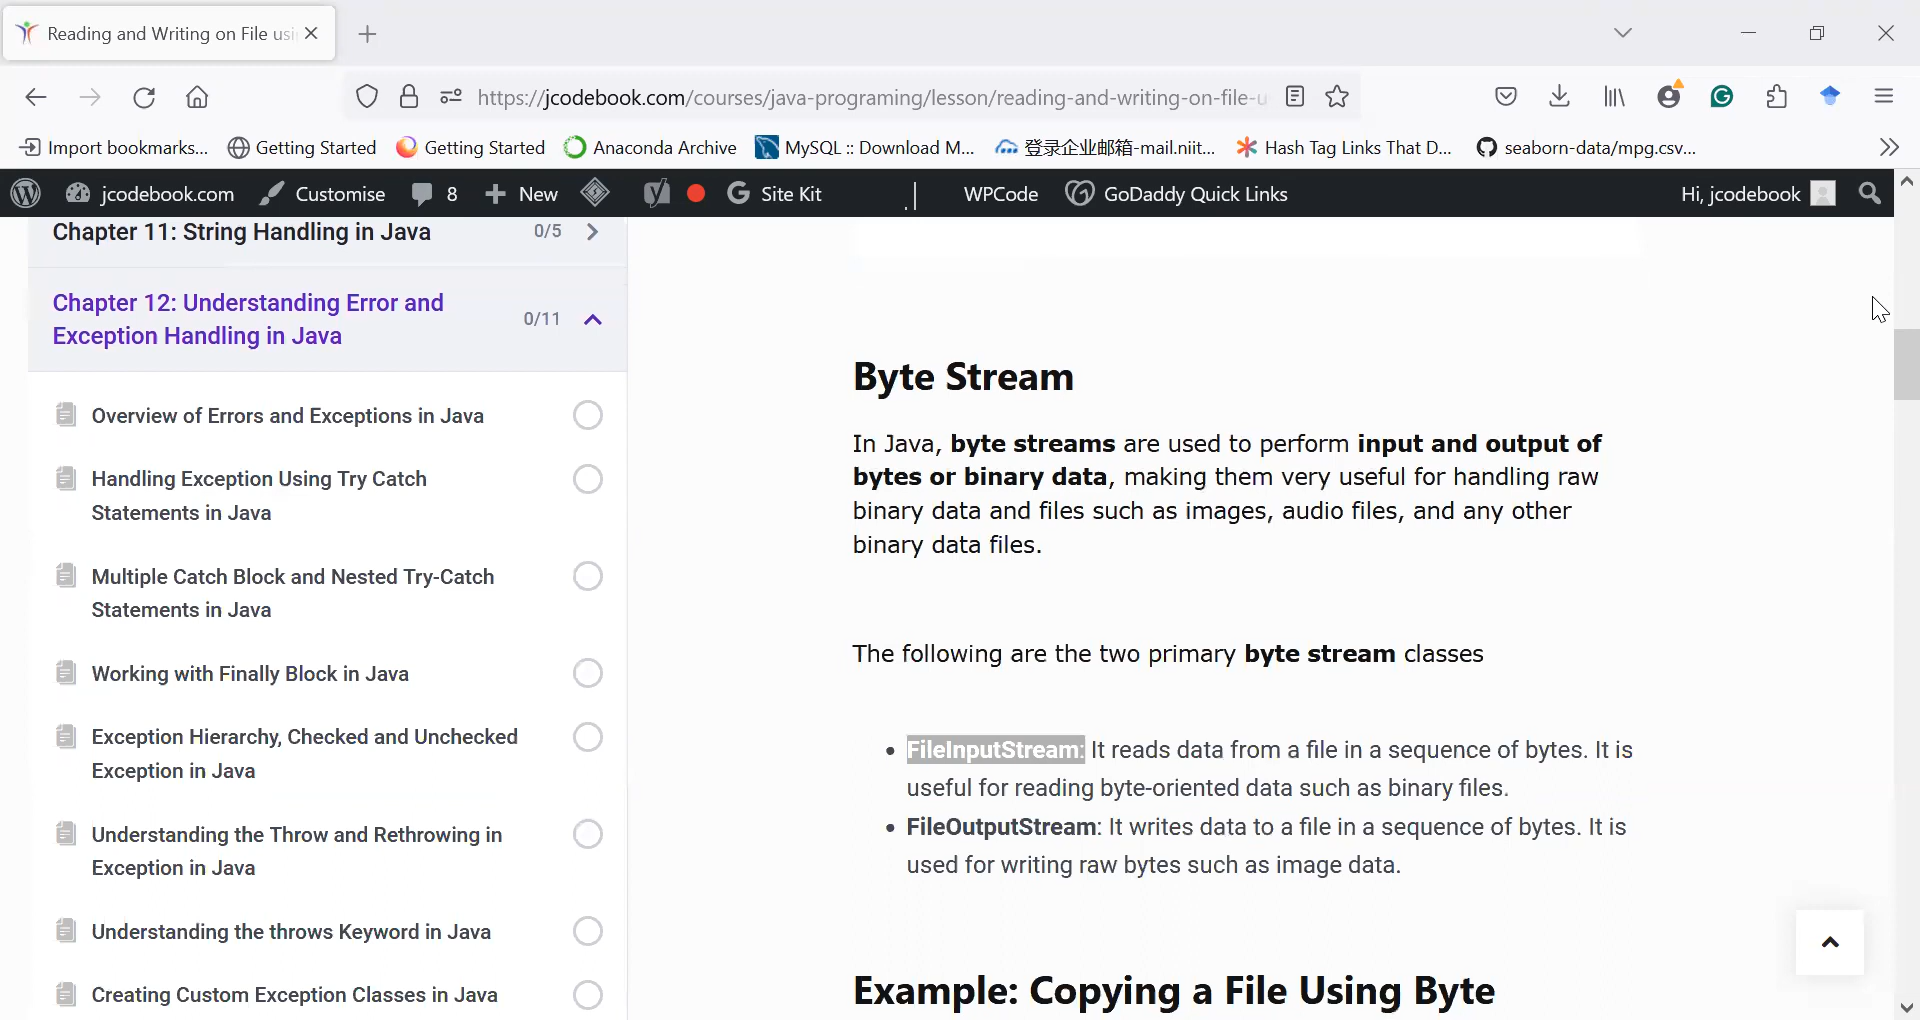 Reading and Writing on File usi
https://jcodebook.com/courses/java-programing/lesson/reading-and-writing-on-file-u
Import bookmarks...
Getting Started
Getting Started
Anaconda Archive
MySQL :: Download M...
登录企业邮箱-mail.niit...
Hash Tag Links That D...
seaborn-data/mpg.csv...
jcodebook.com
Customise
8
New
Site Kit
WPCode
GoDaddy Quick Links
Hi, jcodebook
Chapter 11: String Handling in Java 0/5
Chapter 12: Understanding Error and
Exception Handling in Java
0/11
Overview of Errors and Exceptions in Java
Handling Exception Using Try Catch
Statements in Java
Multiple Catch Block and Nested Try-Catch
Statements in Java
Working with Finally Block in Java
Exception Hierarchy, Checked and Unchecked
Exception in Java
Understanding the Throw and Rethrowing in
Exception in Java
Understanding the throws Keyword in Java
Creating Custom Exception Classes in Java
Byte Stream
In Java, byte streams are used to perform input and output of
bytes or binary data, making them very useful for handling raw
binary data and files such as images, audio files, and any other
binary data files.
The following are the two primary byte stream classes
• FileInputStream: It reads data from a file in a sequence of bytes. It is
useful for reading byte-oriented data such as binary files.
• FileOutputStream: It writes data to a file in a sequence of bytes. It is
used for writing raw bytes such as image data.
Example: Copying a File Using Byte